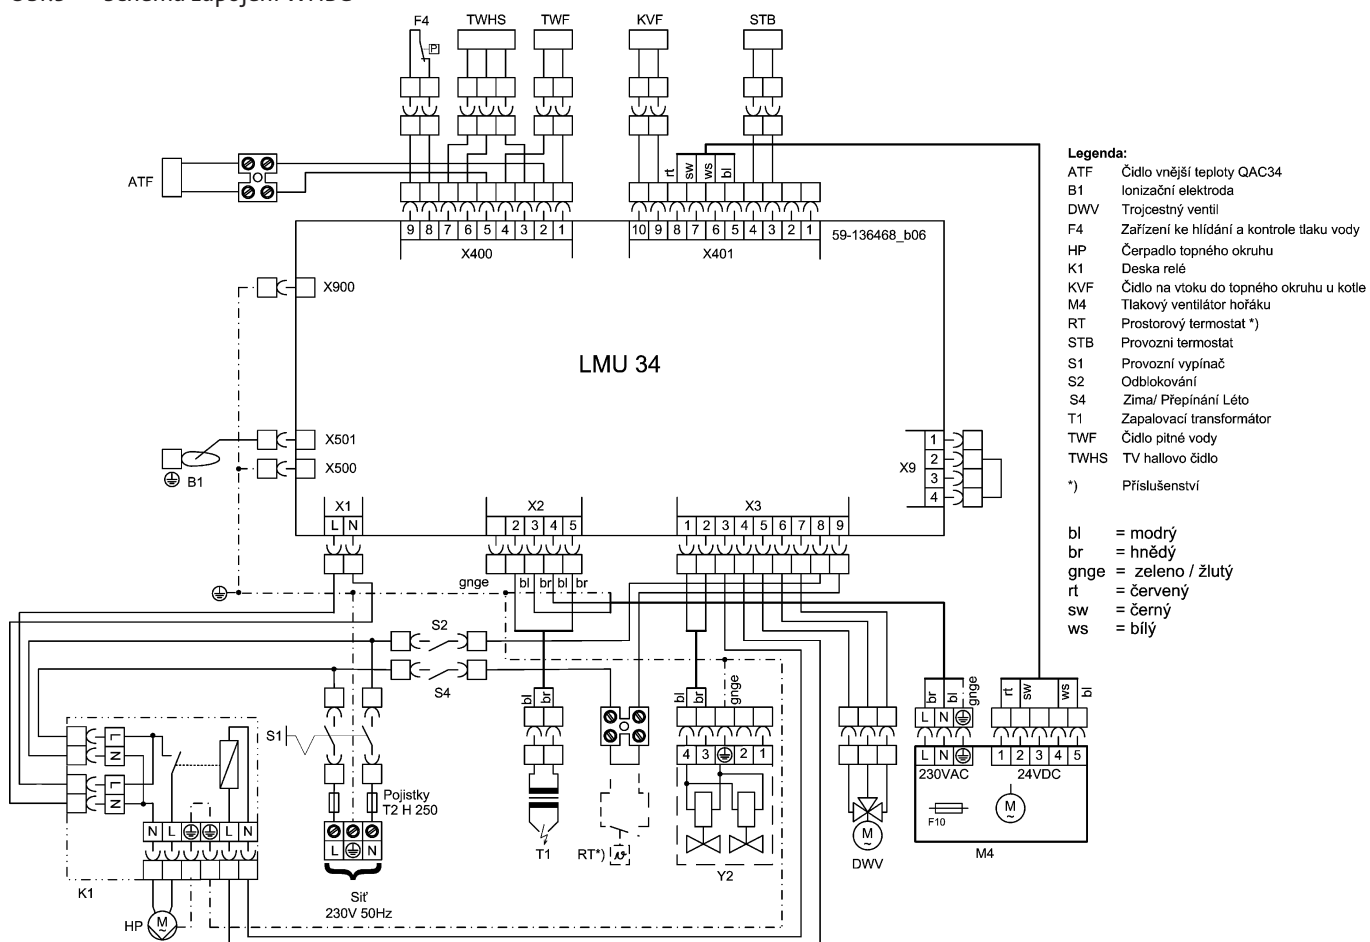 F4
TWHS
TWF
KVF
STB
P
ATF
rt
sw
ws
bl
9 8 7 6 5 4 3 2 1
X400
10 9 8 7 6 5 4 3 2 1
X401
59-136468_b06
X900
LMU 34
X501
X500
B1
X9
1
2
3
4
X1
L N
X2
2 3 4 5
X3
1 2 3 4 5 6 7 8 9
gnge
bl br bl br
S2
S4
S1
bl
br
bl
br
gnge
br
bl
gnge
rt
sw
ws
bl
L N
L N
230VAC
1 2 3 4 5
24VDC
F10
M
~
M4
4 3 2 1
Y2
M
~
DWV
T1
RT*)
Pojistky
T2 H 250
L N
Síť
230V 50Hz
L
N
L
N
N L L N
K1
HP
M
~
Legenda:
ATF Čidlo vnější teploty QAC34
B1 Ionizační elektroda
DWV Trojcestný ventil
F4 Zařízení ke hlídání a kontrole tlaku vody
HP Čerpadlo topného okruhu
K1 Deska relé
KVF Čidlo na vtoku do topného okruhu u kotle
M4 Tlakový ventilátor hořáku
RT Prostorový termostat *)
STB Provozni termostat
S1 Provozní vypínač
S2 Odblokování
S4 Zima/ Přepínání Léto
T1 Zapalovací transformátor
TWF Čidlo pitné vody
TWHS TV hallovo čidlo
*) Příslušenství
bl = modrý
br = hnědý
gnge = zeleno / žlutý
rt = červený
sw = černý
ws = bílý